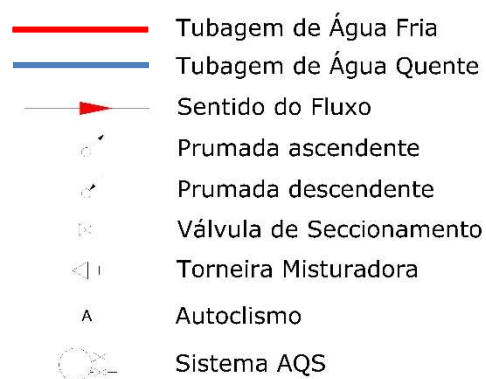 Tubagem de Água Fria
Tubagem de Água Quente
Sentido do Fluxo
Prumada ascendente
Prumada descendente
Válvula de Seccionamento
Torneira Misturadora
A Autoclismo
Sistema AQS